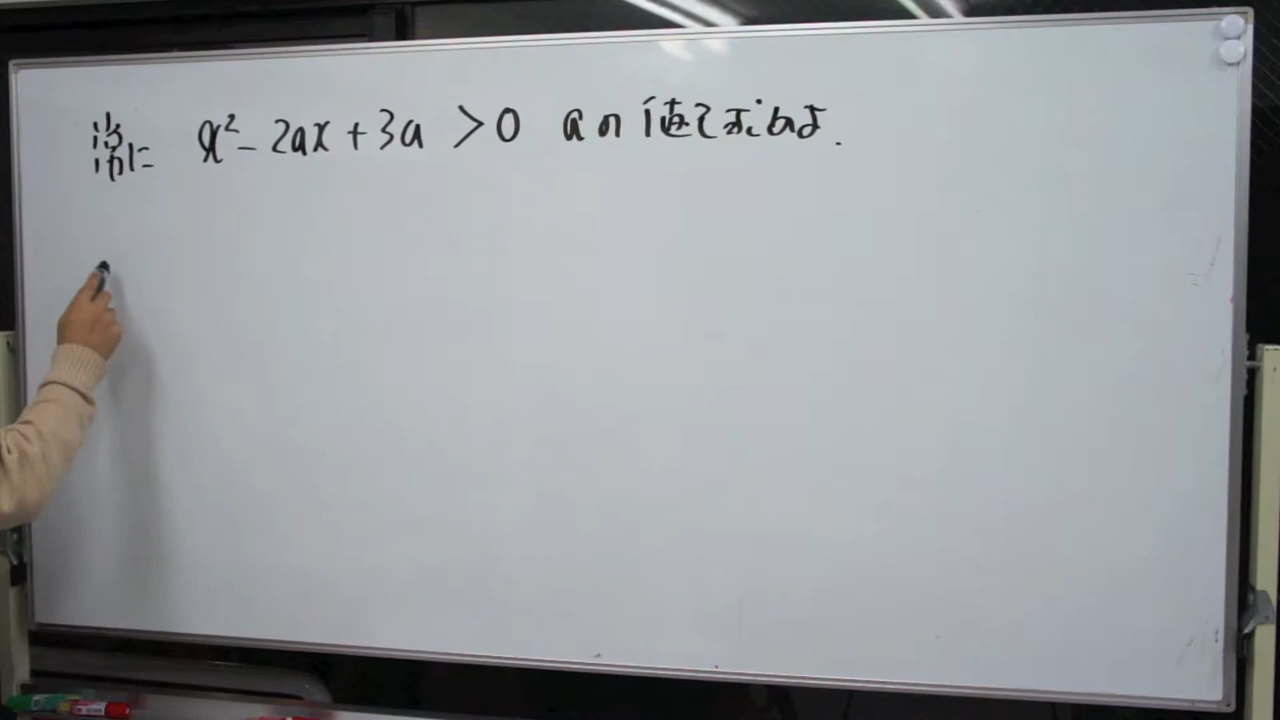 常に x² - 2ax + 3a > 0 aの値を求めよ.